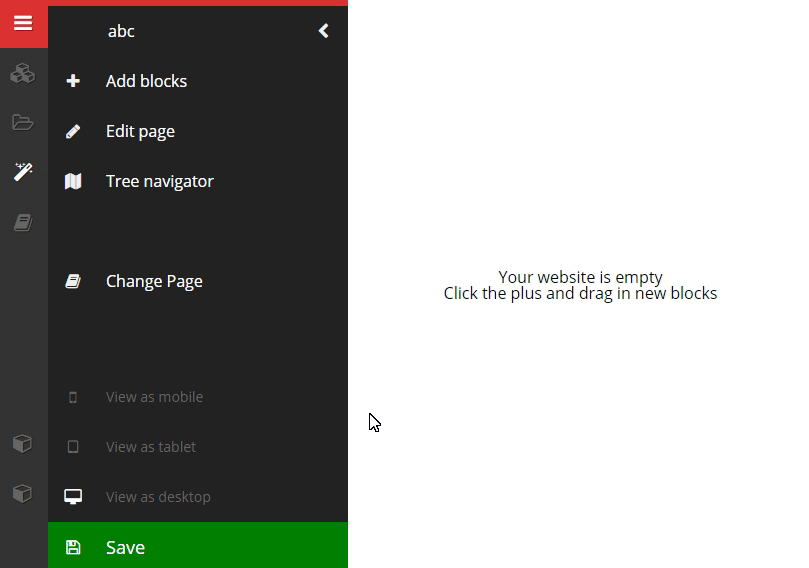 abc
Add blocks
Edit page
Tree navigator
Change Page
View as mobile
View as tablet
View as desktop
Save
Your website is empty
Click the plus and drag in new blocks